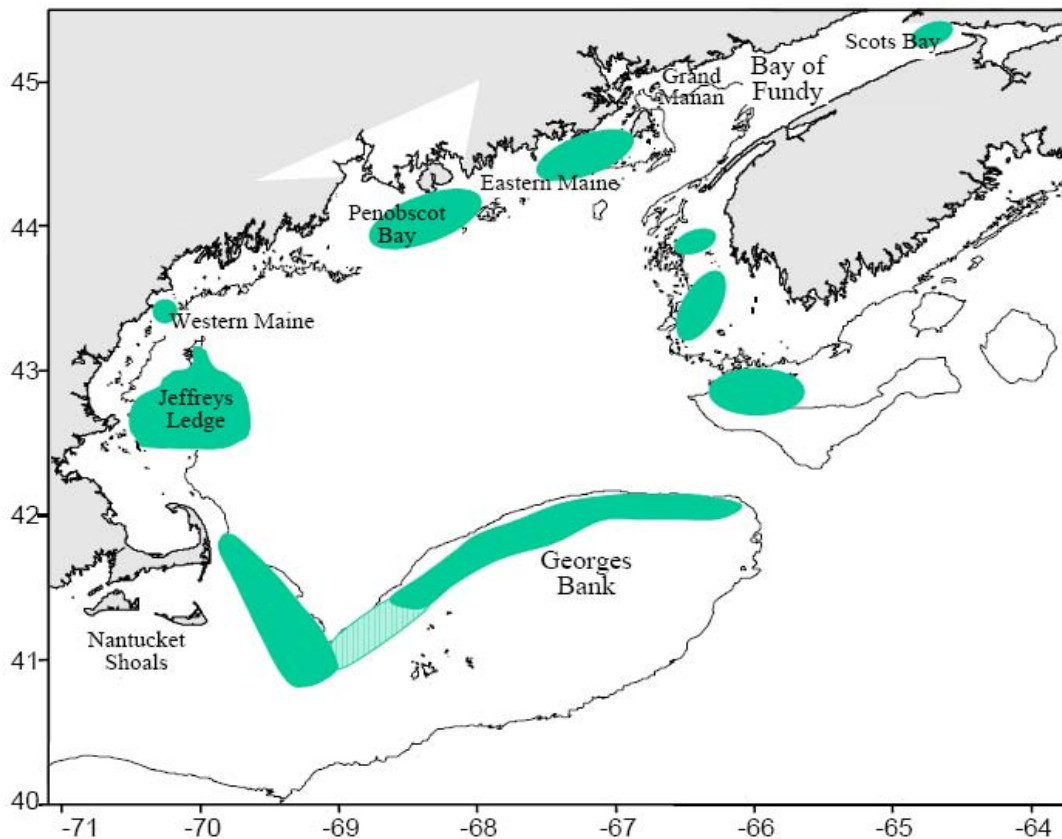 Scots Bay
Bay of
Fundy
Grand
Manan
45
Eastern Maine
44
Penobscot
Bay
Western Maine
43
Jeffreys
Ledge
42
Georges
Bank
Nantucket
Shoals
41
40
-71 -70 -69 -68 -67 -66 -65 -64